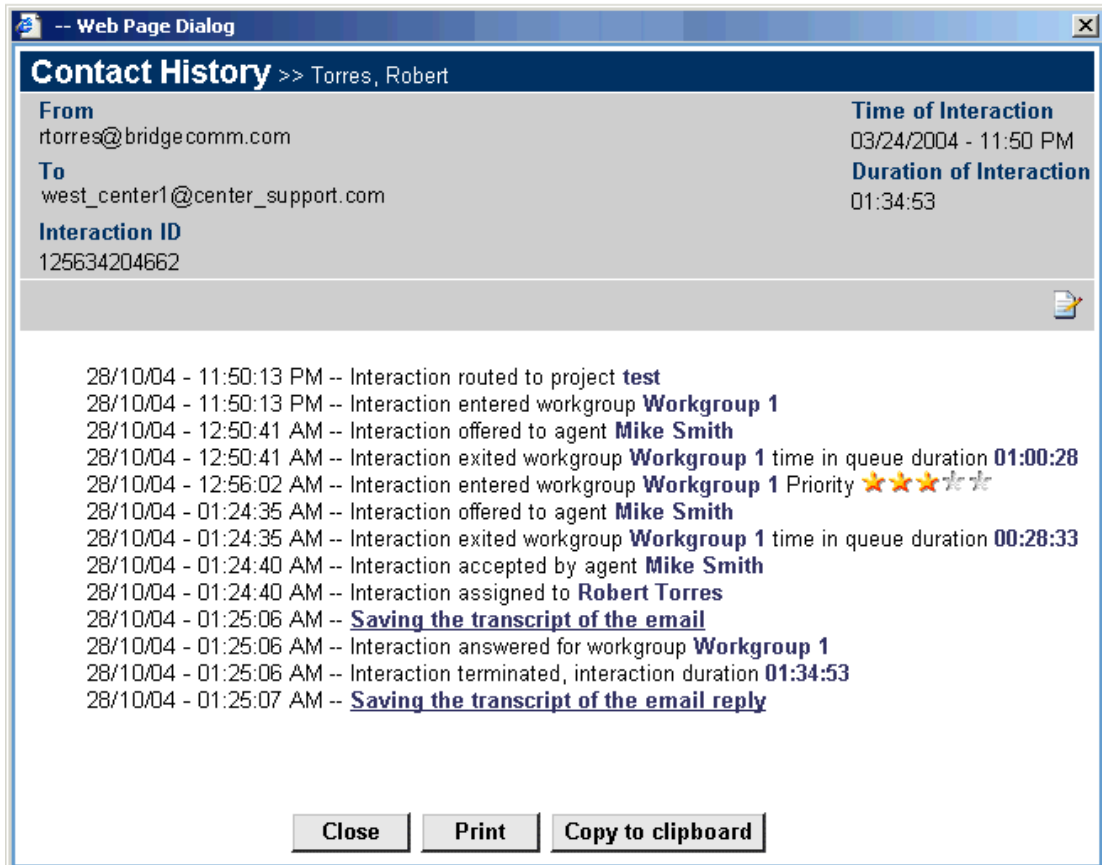 -- Web Page Dialog
Contact History >> Torres, Robert
From
rtorres@bridgecomm.com
Time of Interaction
03/24/2004 - 11:50 PM
To
west_center1@center_support.com
Duration of Interaction
01:34:53
Interaction ID
125634204662
28/10/04 - 11:50:13 PM -- Interaction routed to project test
28/10/04 - 11:50:13 PM -- Interaction entered workgroup Workgroup 1
28/10/04 - 12:50:41 AM -- Interaction offered to agent Mike Smith
28/10/04 - 12:50:41 AM -- Interaction exited workgroup Workgroup 1 time in queue duration 01:00:28
28/10/04 - 12:56:02 AM -- Interaction entered workgroup Workgroup 1 Priority
28/10/04 - 01:24:35 AM -- Interaction offered to agent Mike Smith
28/10/04 - 01:24:35 AM -- Interaction exited workgroup Workgroup 1 time in queue duration 00:28:33
28/10/04 - 01:24:40 AM -- Interaction accepted by agent Mike Smith
28/10/04 - 01:24:40 AM -- Interaction assigned to Robert Torres
28/10/04 - 01:25:06 AM -- Saving the transcript of the email
28/10/04 - 01:25:06 AM -- Interaction answered for workgroup Workgroup 1
28/10/04 - 01:25:06 AM -- Interaction terminated, interaction duration 01:34:53
28/10/04 - 01:25:07 AM -- Saving the transcript of the email reply
Close Print Copy to clipboard